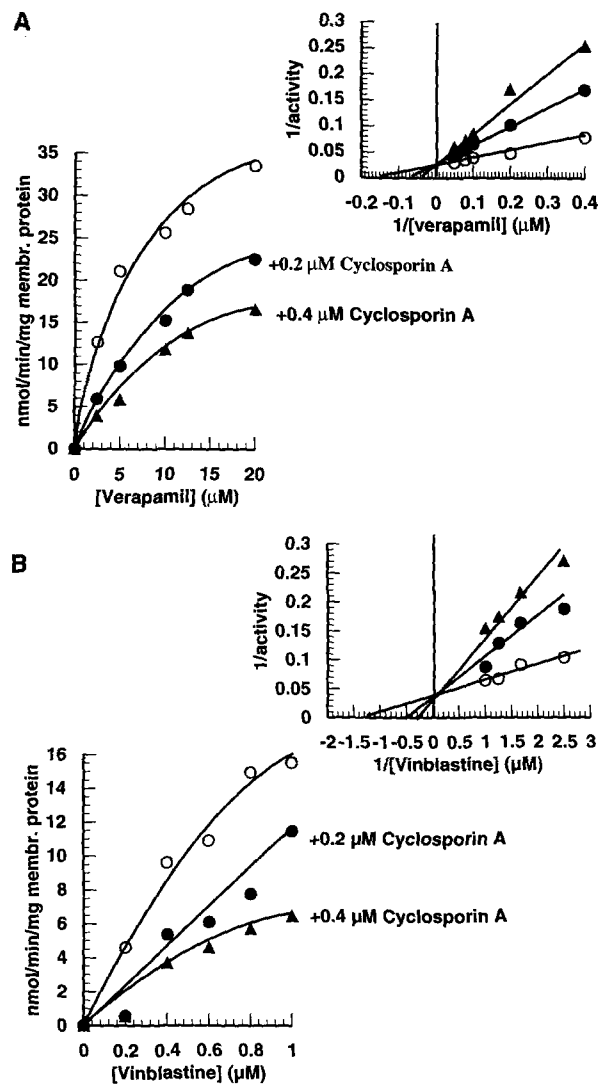 A
0.3
0.25
0.2
0.15
0.1
0.05
0
1/activity
-0.2 -0.1 0 0.1 0.2 0.3 0.4
1/[verapamil] (µM)
35
30
25
20
15
10
5
0
nmol/min/mg membr. protein
+0.2 µM Cyclosporin A
+0.4 µM Cyclosporin A
0 5 10 15 20
[Verapamil] (µM)
B
0.3
0.25
0.2
0.15
0.1
0.05
0
1/activity
-2 -1.5 -1 -0.5 0 0.5 1 1.5 2 2.5 3
1/[Vinblastine] (µM)
16
14
12
10
8
6
4
2
0
nmol/min/mg membr. protein
+0.2 µM Cyclosporin A
+0.4 µM Cyclosporin A
0 0.2 0.4 0.6 0.8 1
[Vinblastine] (µM)